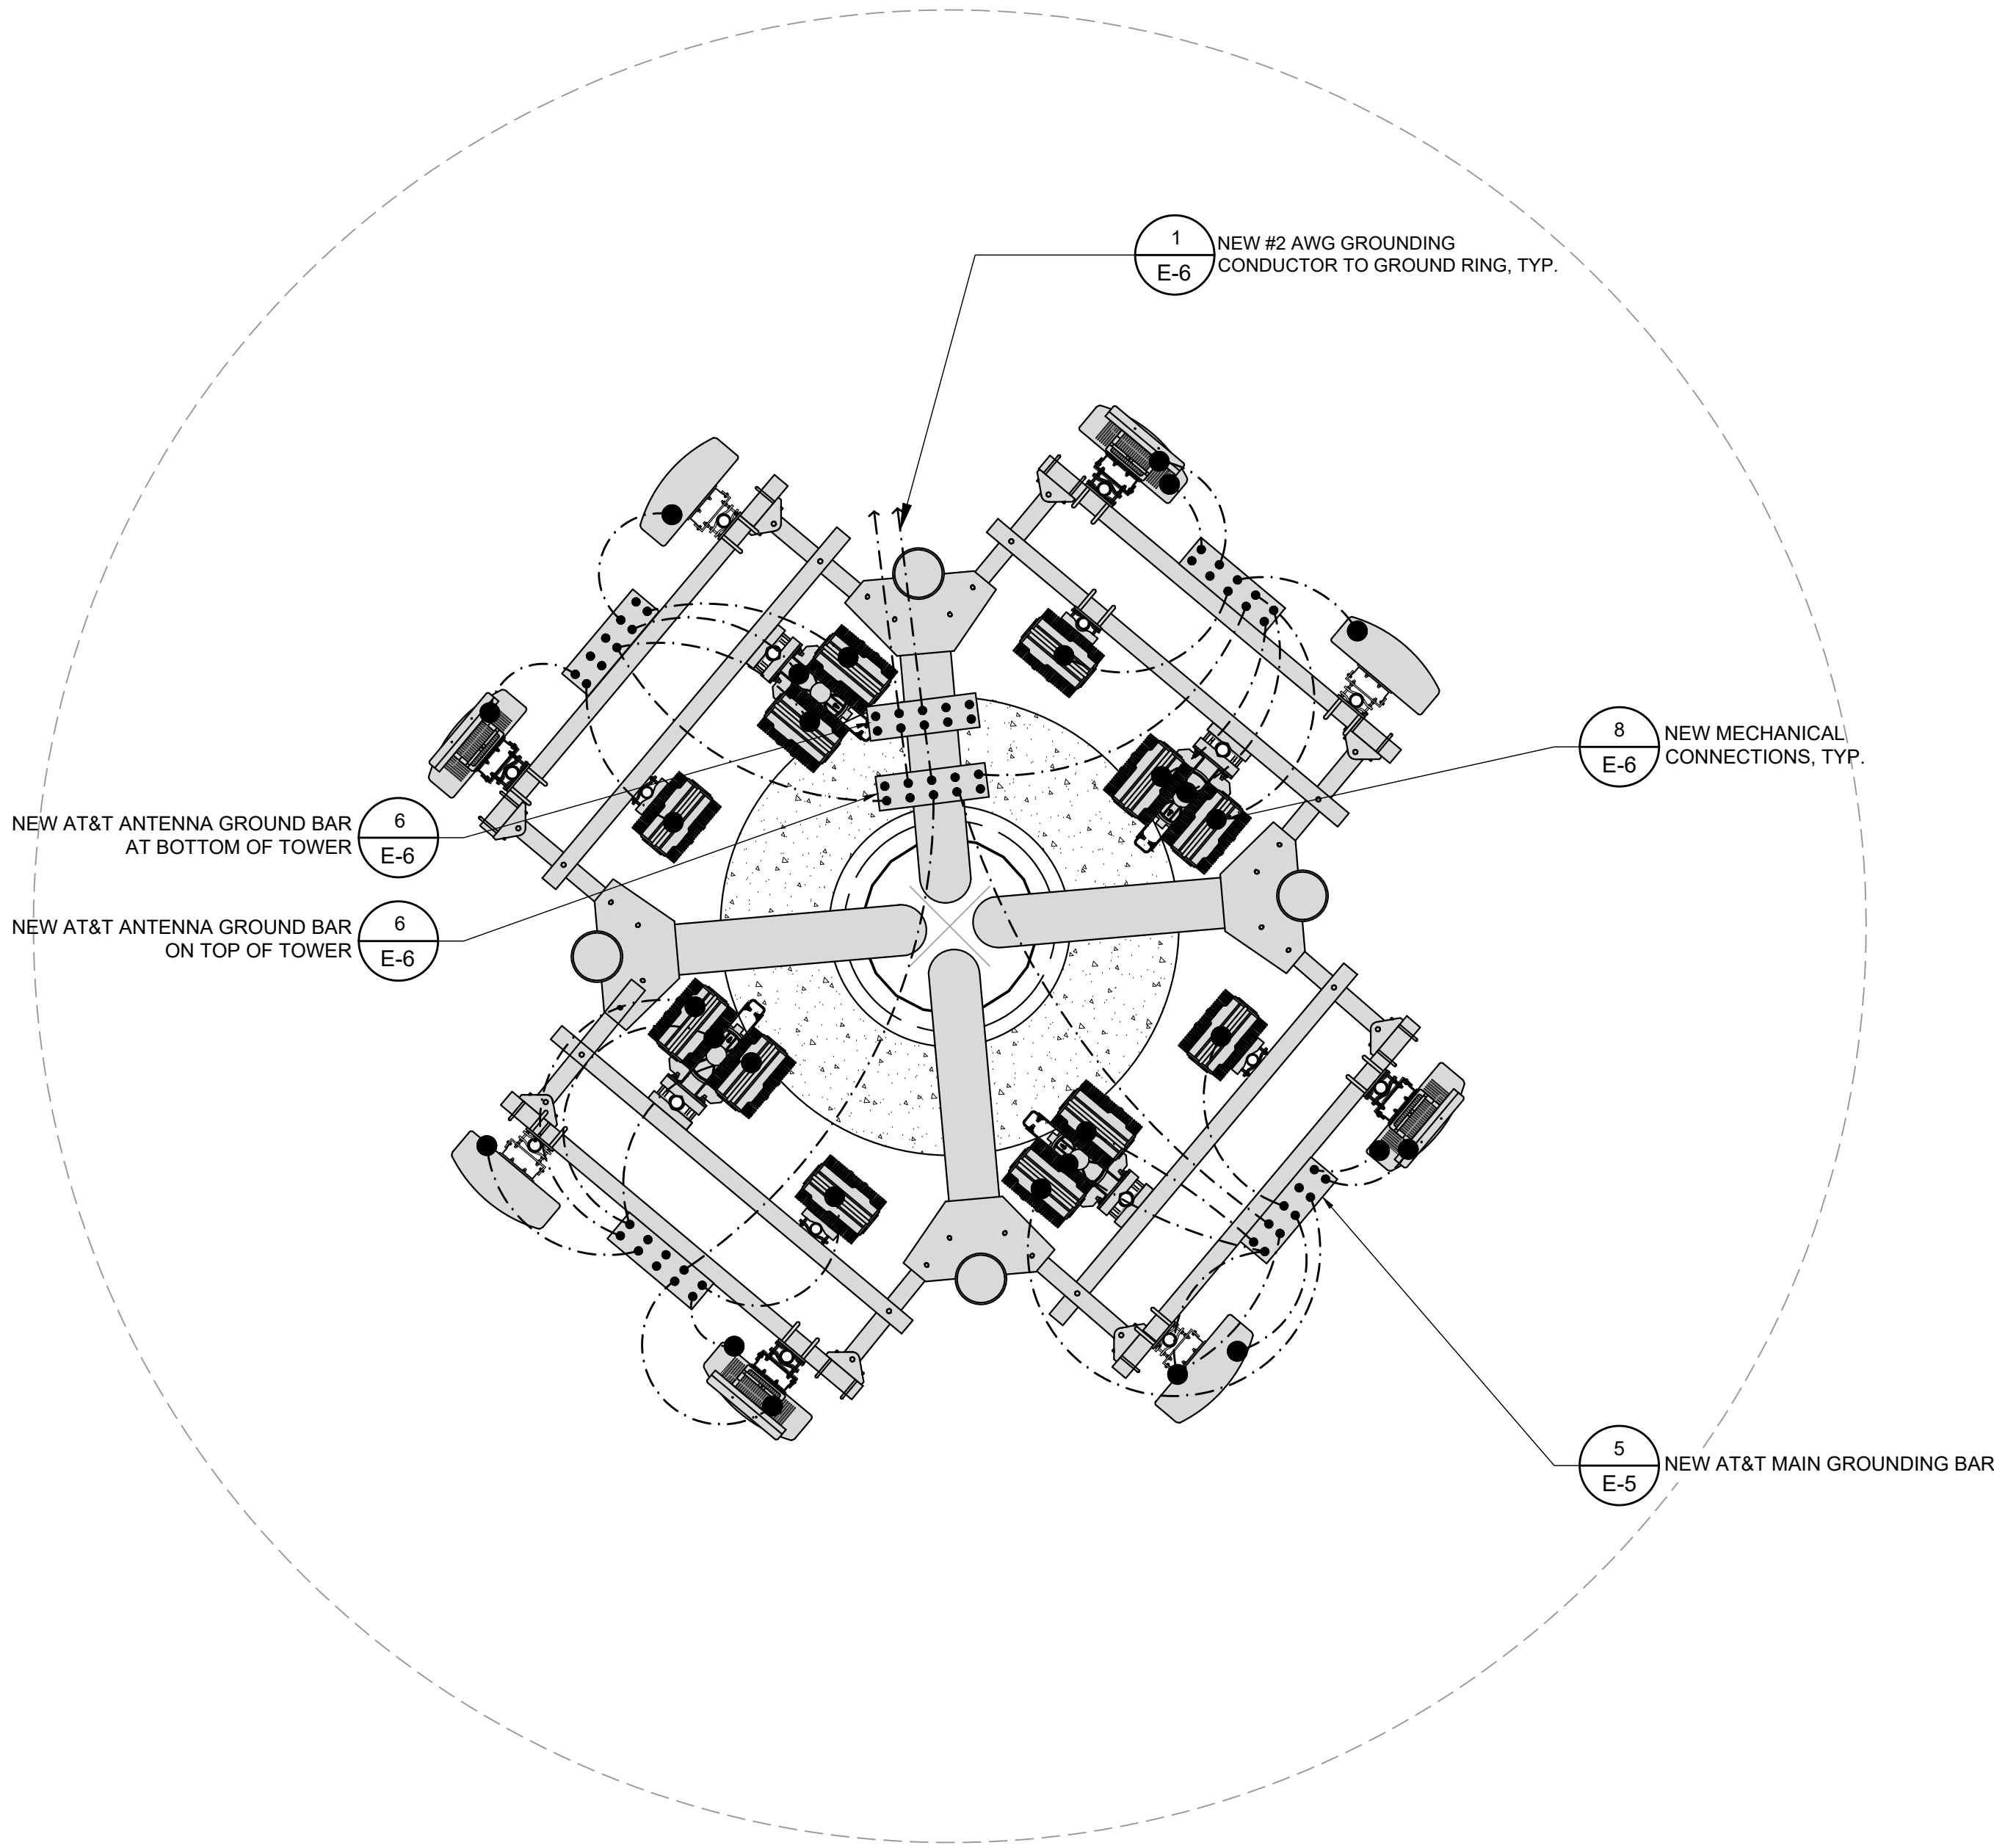 1
E-6
NEW #2 AWG GROUNDING
CONDUCTOR TO GROUND RING, TYP.
8
E-6
NEW MECHANICAL
CONNECTIONS, TYP.
NEW AT&T ANTENNA GROUND BAR
AT BOTTOM OF TOWER
6
E-6
NEW AT&T ANTENNA GROUND BAR
ON TOP OF TOWER
6
E-6
5
E-5
NEW AT&T MAIN GROUNDING BAR